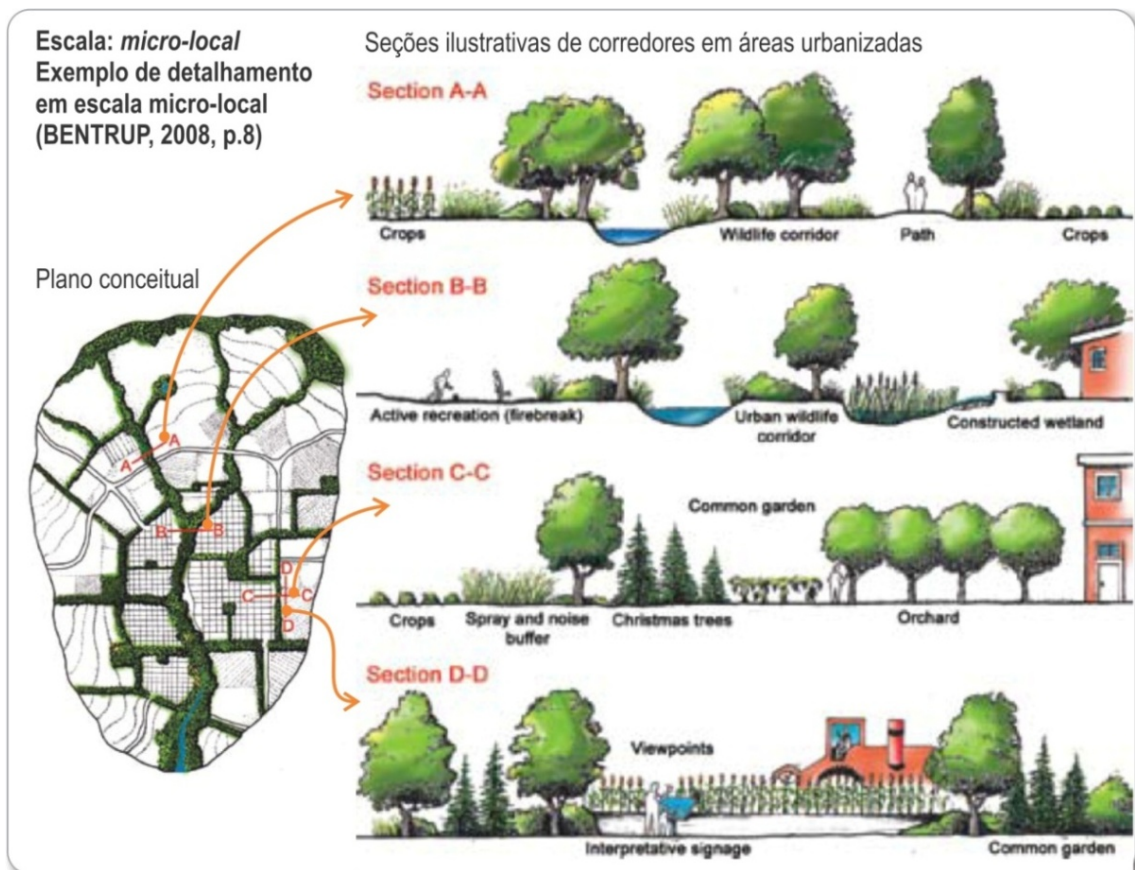 Escala: micro-local
Exemplo de detalhamento
em escala micro-local
(BENTRUP, 2008, p.8)
Seções ilustrativas de corredores em áreas urbanizadas
Section A-A
Crops
Wildlife corridor
Path
Crops
Plano conceitual
A
A
B
B
D
C
C
D
Section B-B
Active recreation (firebreak)
Urban wildlife
corridor
Constructed wetland
Section C-C
Common garden
Crops
Spray and noise
buffer
Christmas trees
Orchard
Section D-D
Viewpoints
Interpretative signage
Common garden